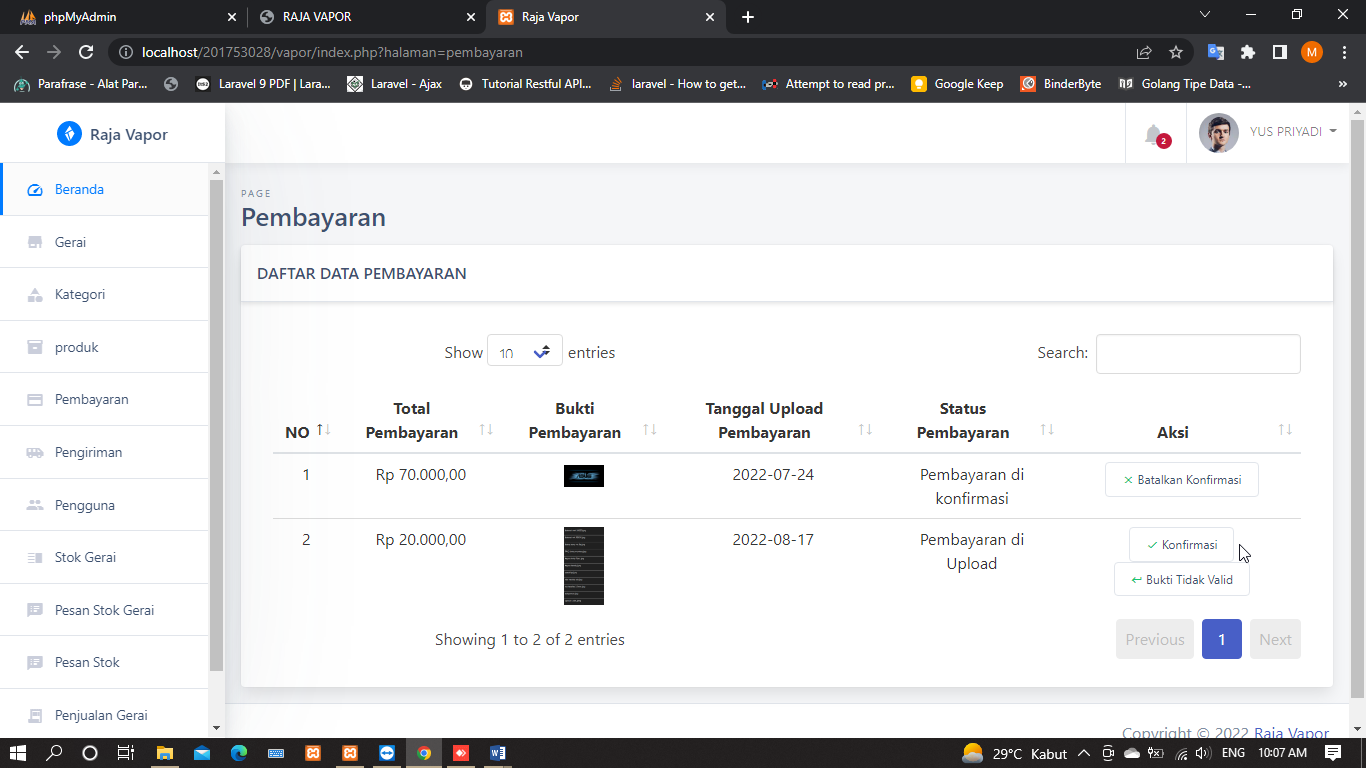 phpMyAdmin
RAJA VAPOR
Raja Vapor
localhost/201753028/vapor/index.php?halaman=pembayaran
M
Parafrase - Alat Par...
Laravel 9 PDF | Lara...
Laravel - Ajax
Tutorial Restful API...
laravel - How to get...
Attempt to read pr...
Google Keep
BinderByte
Golang Tipe Data -...
»
Raja Vapor
2
YUS PRIYADI
Beranda
Gerai
Kategori
produk
Pembayaran
Pengiriman
Pengguna
Stok Gerai
Pesan Stok Gerai
Pesan Stok
Penjualan Gerai
PAGE
Pembayaran
DAFTAR DATA PEMBAYARAN
Show 10 entries
Search:
NO
Total Pembayaran
Bukti Pembayaran
Tanggal Upload Pembayaran
Status Pembayaran
Aksi
1
Rp 70.000,00
2022-07-24
Pembayaran di
konfirmasi
Batalkan Konfirmasi
2
Rp 20.000,00
2022-08-17
Pembayaran di
Upload
Konfirmasi
Bukti Tidak Valid
Showing 1 to 2 of 2 entries
Previous
1
Next
Copyright © 2022 Raja Vapor
29°C Kabut
ENG
10:07 AM